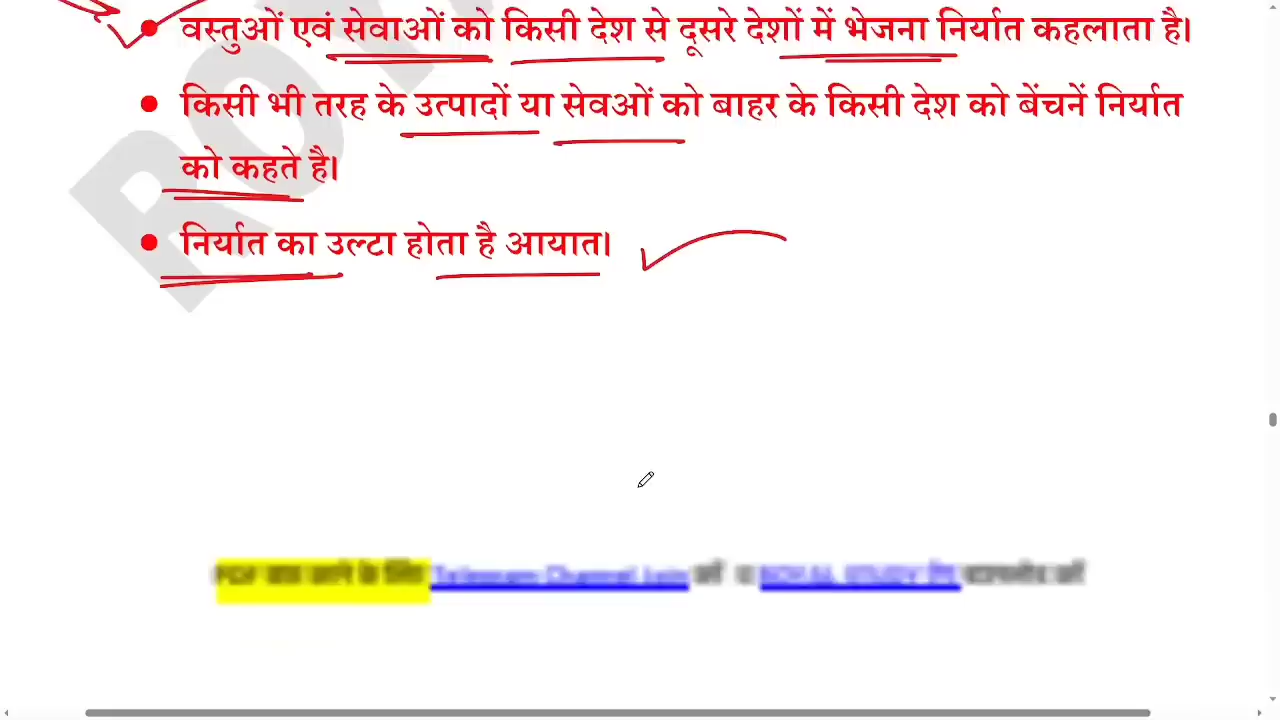 वस्तुओं एवं सेवाओं को किसी देश से दूसरे देशों में भेजना निर्यात कहलाता है।
किसी भी तरह के उत्पादों या सेवओं को बाहर के किसी देश को बेंचनें निर्यात
को कहते है।
निर्यात का उल्टा होता है आयात।